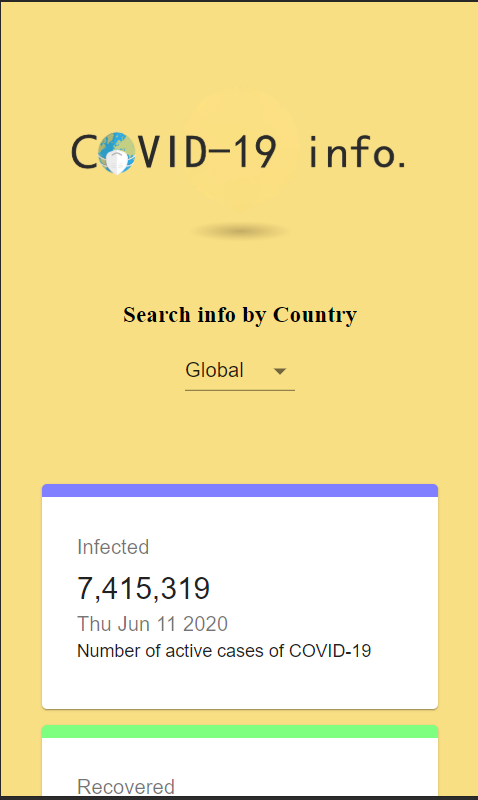 COVID-19 info.
Search info by Country
Global
Infected
7,415,319
Thu Jun 11 2020
Number of active cases of COVID-19
Recovered